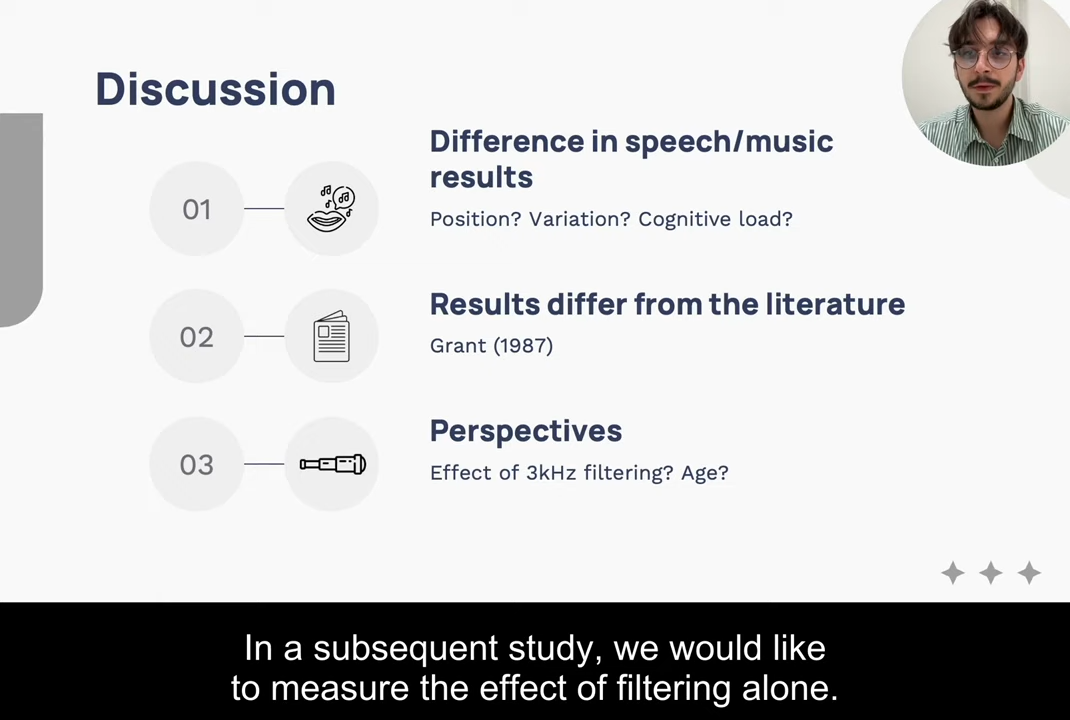 Discussion
01
Difference in speech/music
results
Position? Variation? Cognitive load?
02
Results differ from the literature
Grant (1987)
03
Perspectives
Effect of 3kHz filtering? Age?
In a subsequent study, we would like
to measure the effect of filtering alone.